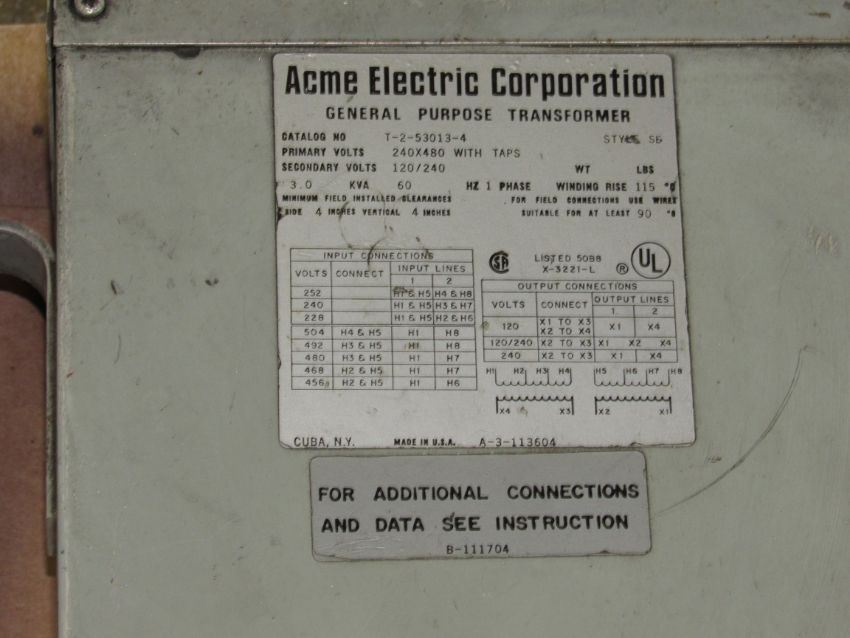 Acme Electric Corporation
GENERAL PURPOSE TRANSFORMER
CATALOG NO T-2-53013-4 STYLE
PRIMARY VOLTS 240X480 WITH TAPS
SECONDARY VOLTS 120/240 WT LBS
3.0 KVA 60 HZ 1 PHASE WINDING RISE 115 °C
MINIMUM FIELD INSTALLED CLEARANCES FOR FIELD CONNECTIONS USE WIRES
SIDE 4 INCHES VERTICAL 4 INCHES SUITABLE FOR AT LEAST 90
INPUT CONNECTIONS
VOLTS CONNECT INPUT LINES
1 2
252 H1 & H5 H4 & H8
240 H1 & H5 H3 & H7
228 H1 & H5 H2 & H6
504 H4 & H5 H1 H8
492 H3 & H5 H1 H8
480 H3 & H5 H1 H7
468 H2 & H5 H1 H7
456 H2 & H5 H1 H6
SA LISTED 50B8
X-3221-L ® UL
OUTPUT CONNECTIONS
VOLTS CONNECT OUTPUT LINES
1 2
120 X1 TO X3 X1 X4
X2 TO X4
120/240 X2 TO X3 X1 X2 X4
240 X2 TO X3 X1 X4
H1 H2 H3 H4 H5 H6 H7 H8
X4 X3 X2 X1
CUBA, N.Y. MADE IN U.S.A. A-3-113604
FOR ADDITIONAL CONNECTIONS
AND DATA SEE INSTRUCTION
B-111704